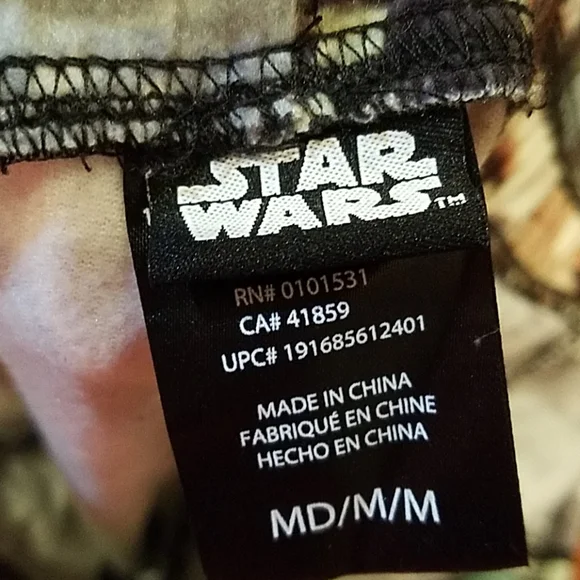 STAR
WARS™
RN# 0101531
CA# 41859
UPC# 191685612401
MADE IN CHINA
FABRIQUÉ EN CHINE
HECHO EN CHINA
MD/M/M